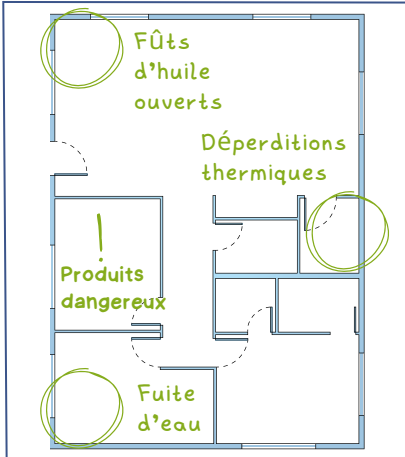 Fûts
d'huile
ouverts
Déperditions
thermiques
!
Produits
dangereux
Fuite
d'eau